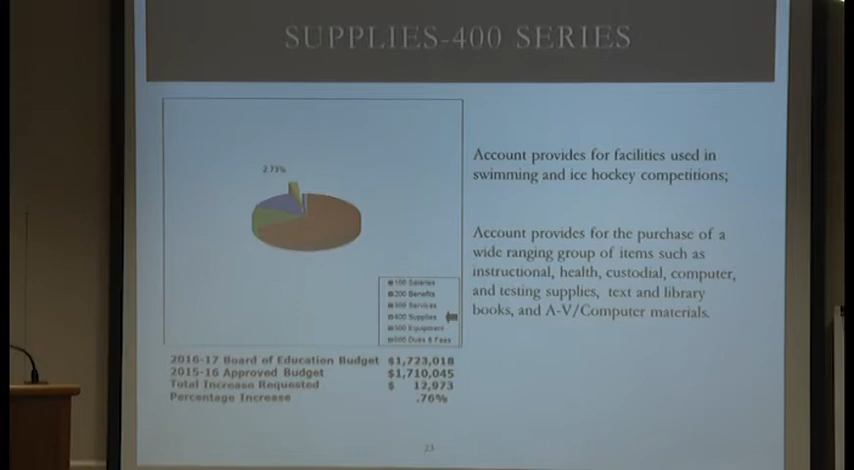 SUPPLIES-400 SERIES
2.73%
Account provides for facilities used in
swimming and ice hockey competitions;
Account provides for the purchase of a
wide ranging group of items such as
instructional, health, custodial, computer,
and testing supplies, text and library
books, and A-V/Computer materials.
100 Salaries
200 Benefits
300 Services
400 Supplies
500 Equipment
600 Dues & Fees
2016-17 Board of Education Budget $1,723,018
2015-16 Approved Budget $1,710,045
Total Increase Requested $ 12,973
Percentage Increase .76%
23